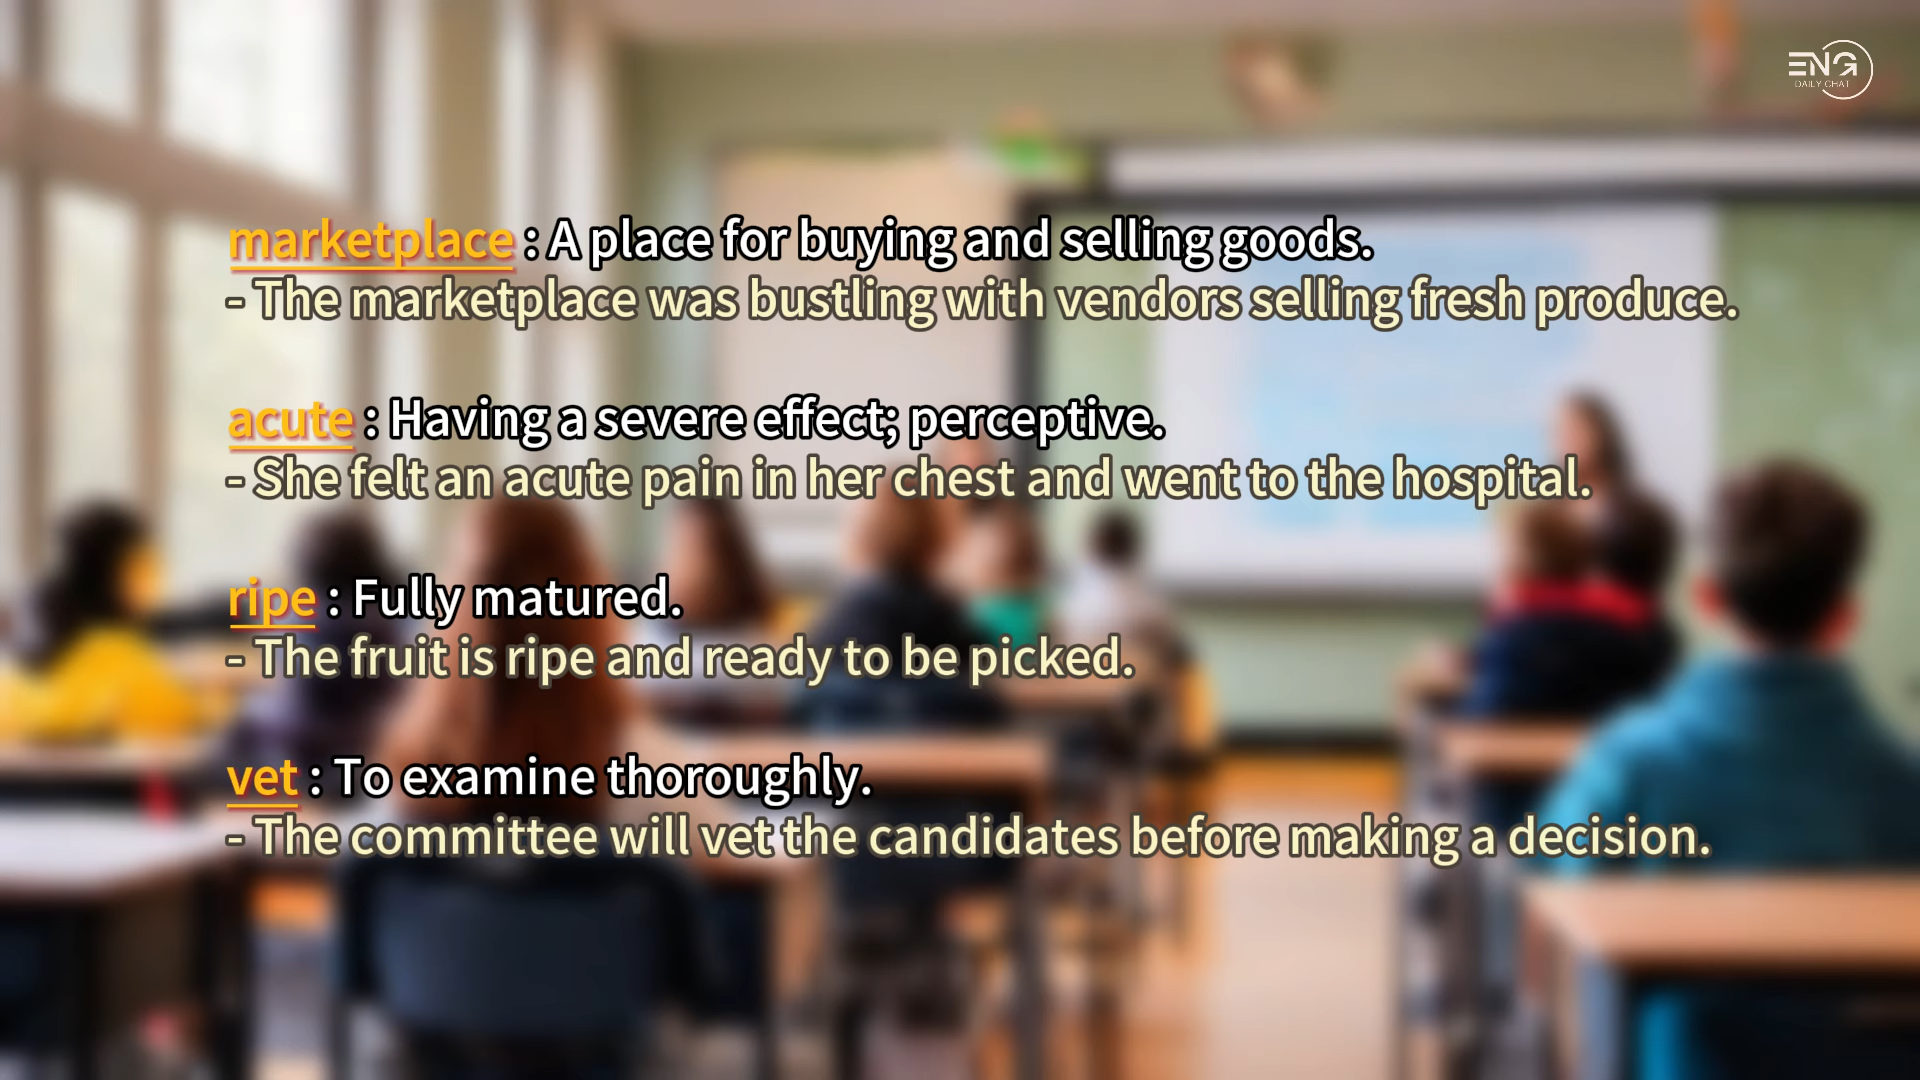 ENG
DAILY CHAT
marketplace : A place for buying and selling goods.
- The marketplace was bustling with vendors selling fresh produce.
acute : Having a severe effect; perceptive.
- She felt an acute pain in her chest and went to the hospital.
ripe : Fully matured.
- The fruit is ripe and ready to be picked.
vet : To examine thoroughly.
- The committee will vet the candidates before making a decision.